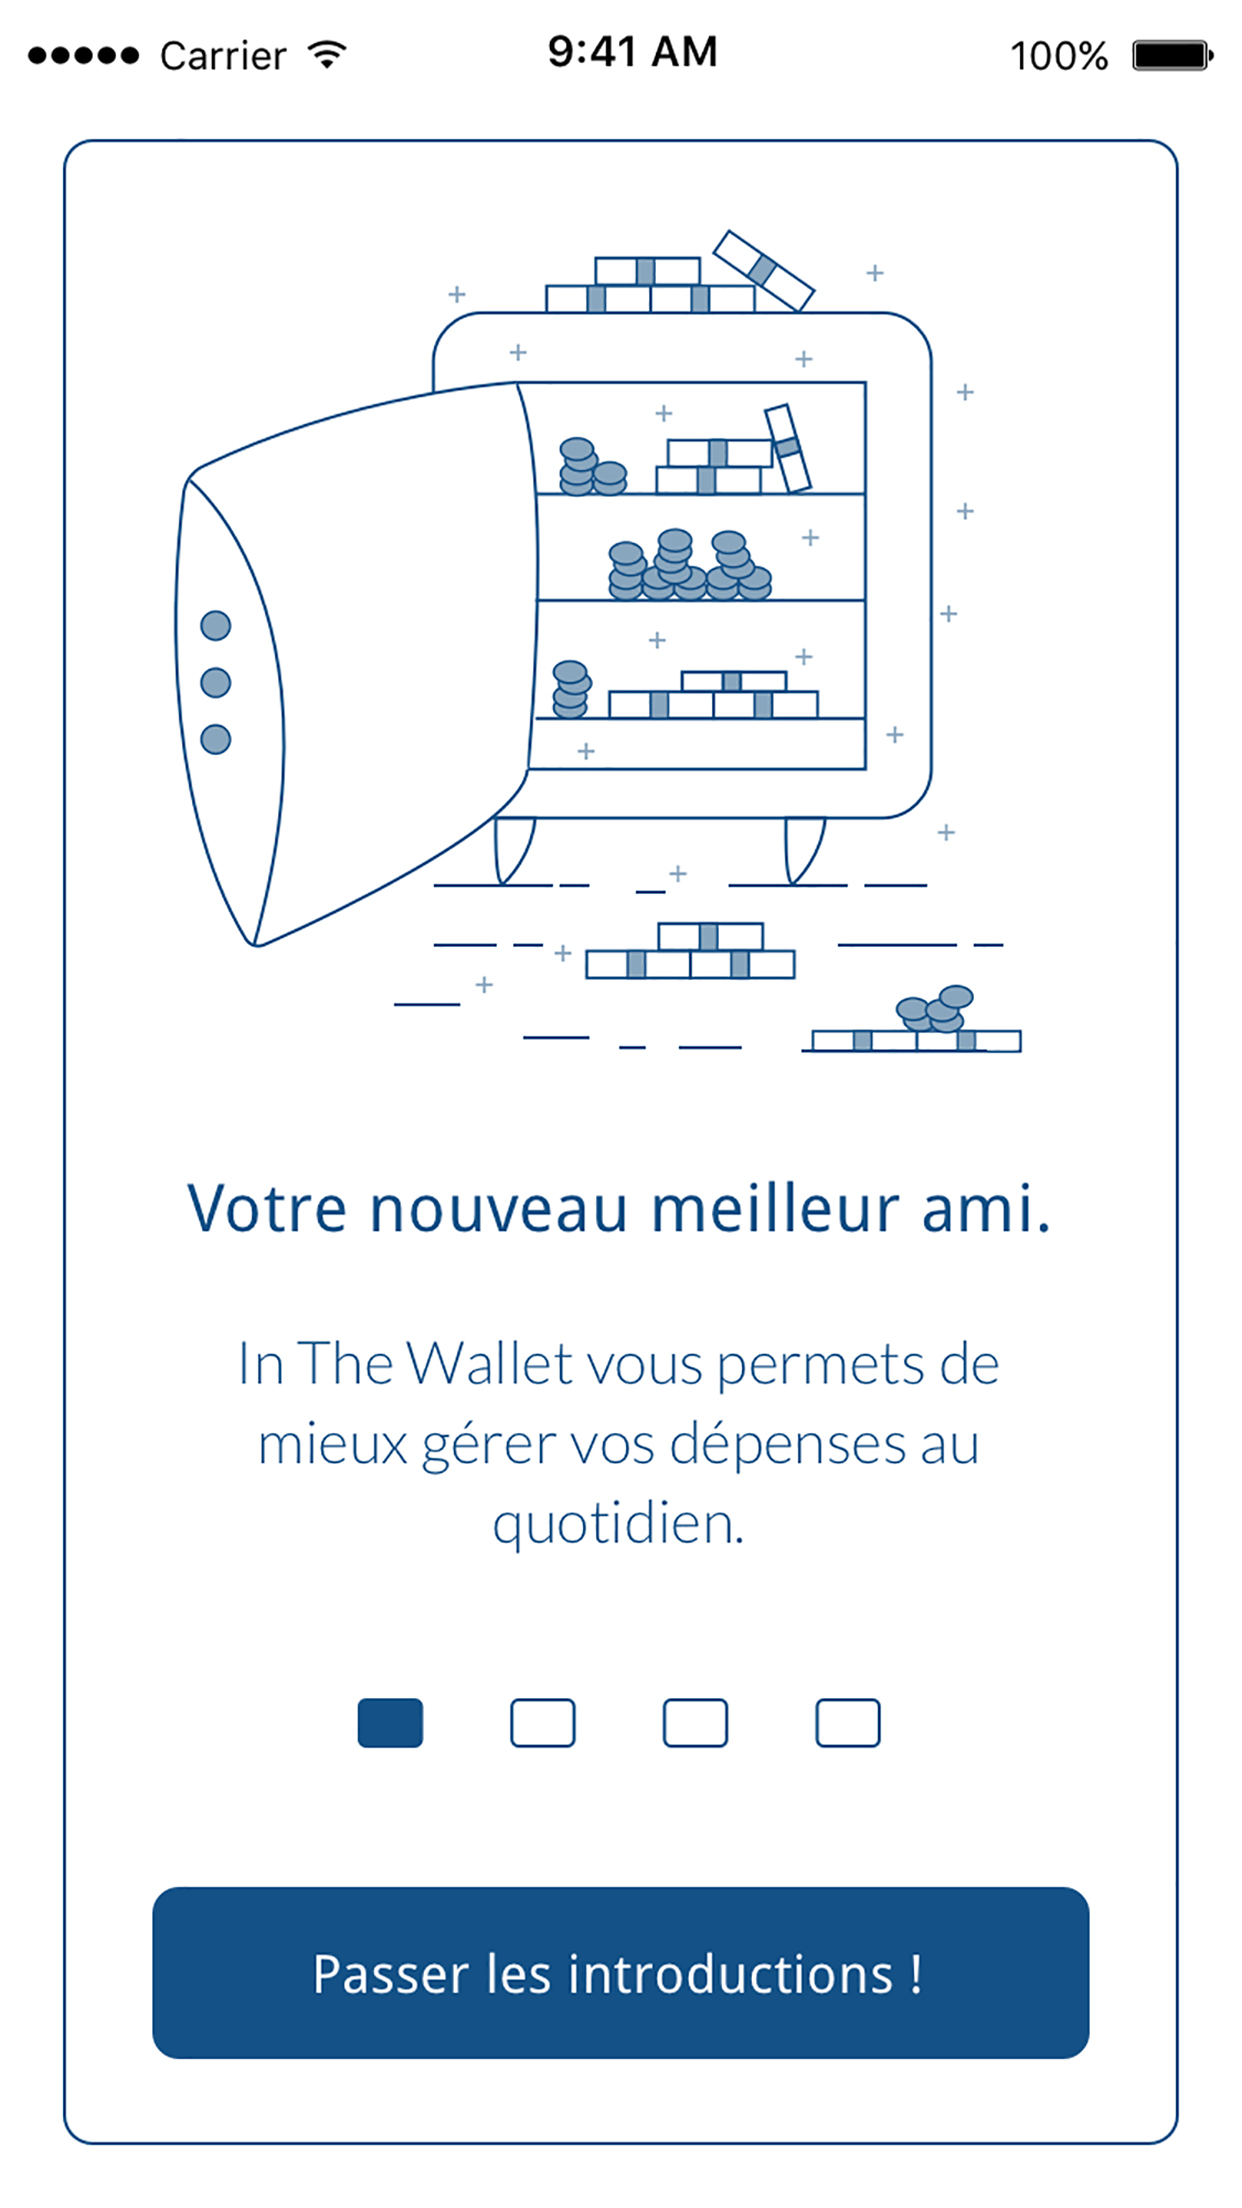 Carrier 9:41 AM 100%
Votre nouveau meilleur ami.
In The Wallet vous permets de
mieux gérer vos dépenses au
quotidien.
Passer les introductions !